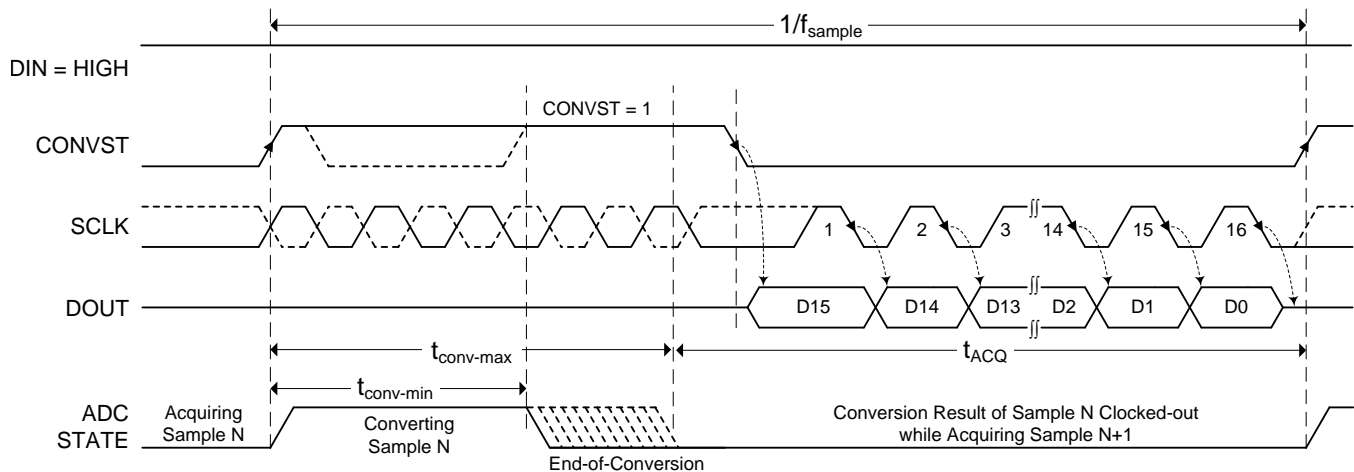 1/fsample
DIN = HIGH
CONVST = 1
CONVST
SCLK
1 2 3 14 15 16
DOUT
D15 D14 D13 D2 D1 D0
tconv-max
tACQ
tconv-min
ADC
STATE
Acquiring
Sample N
Converting
Sample N
End-of-Conversion
Conversion Result of Sample N Clocked-out
while Acquiring Sample N+1